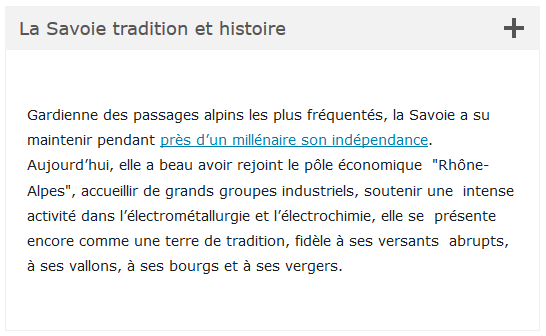 La Savoie tradition et histoire
Gardienne des passages alpins les plus fréquentés, la Savoie a su
maintenir pendant près d’un millénaire son indépendance.
Aujourd’hui, elle a beau avoir rejoint le pôle économique  "Rhône-
Alpes", accueillir de grands groupes industriels, soutenir une  intense
activité dans l’électrométallurgie et l’électrochimie, elle se  présente
encore comme une terre de tradition, fidèle à ses versants  abrupts,
à ses vallons, à ses bourgs et à ses vergers.